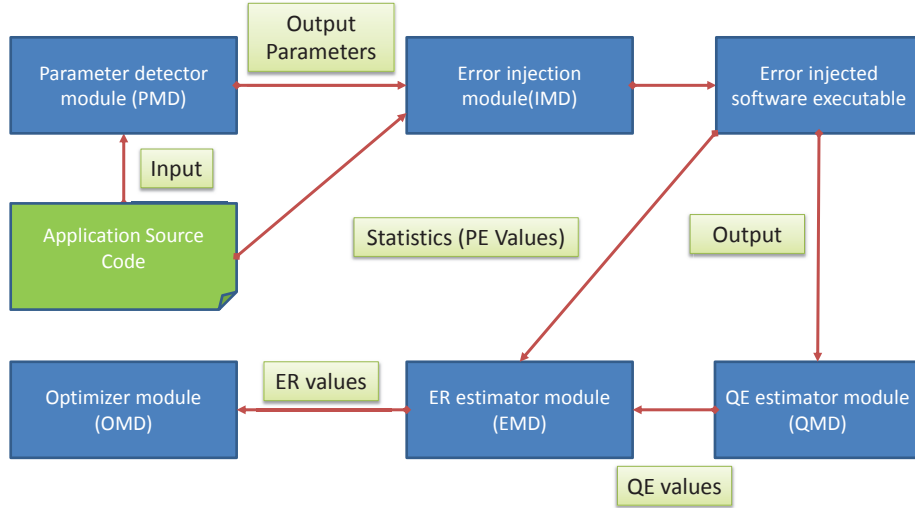 Output
Parameters
Parameter detector
module (PMD)
Error injection
module(IMD)
Error injected
software executable
Input
Application Source
Code
Statistics (PE Values)
Output
Optimizer module
(OMD)
ER values
ER estimator module
(EMD)
QE estimator module
(QMD)
QE values